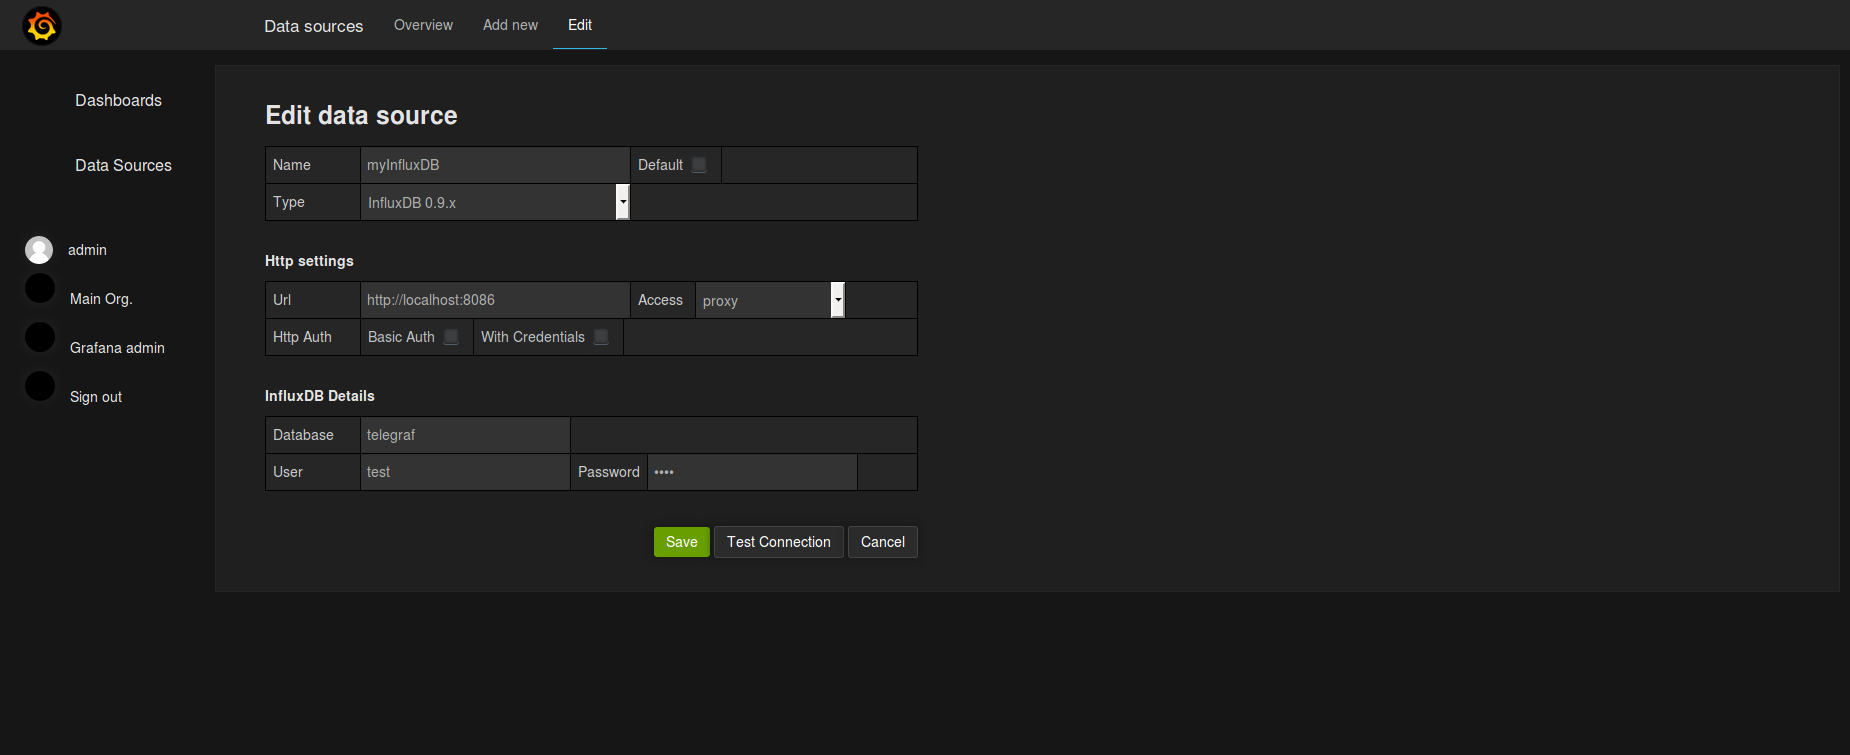 Data sources Overview Add new Edit
Dashboards
Data Sources
admin
Main Org.
Grafana admin
Sign out
Edit data source
Name myInfluxDB Default
Type InfluxDB 0.9.x
Http settings
Url http://localhost:8086 Access proxy
Http Auth Basic Auth With Credentials
InfluxDB Details
Database telegraf
User test Password ••••
Save Test Connection Cancel